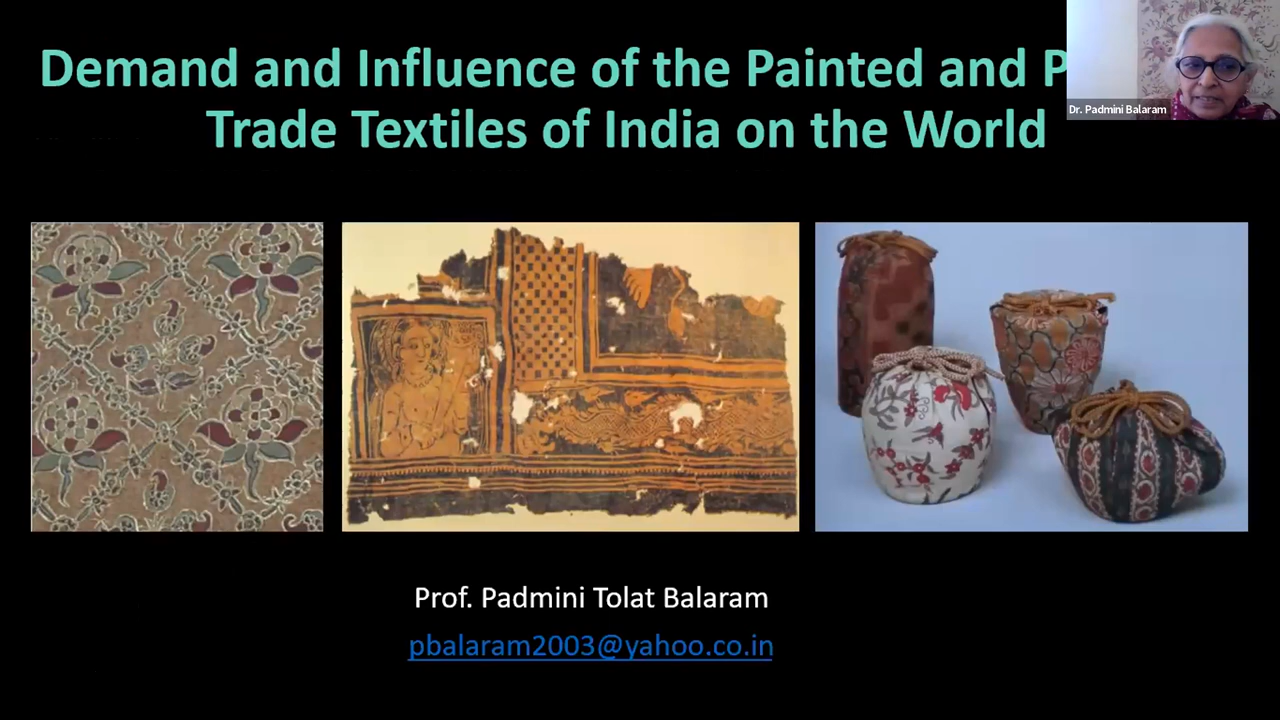 Demand and Influence of the Painted and
Trade Textiles of India on the World
Dr. Padmini Balaram
Prof. Padmini Tolat Balaram
pbalaram2003@yahoo.co.in